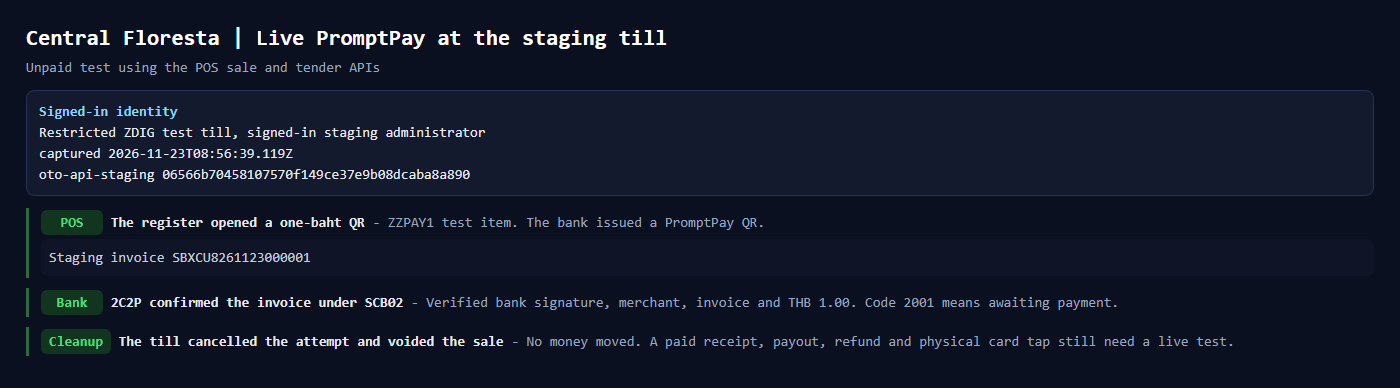 Central Floresta | Live PromptPay at the staging till
Unpaid test using the POS sale and tender APIs
Signed-in identity
Restricted ZDIG test till, signed-in staging administrator
captured 2026-11-23T08:56:39.119Z
oto-api-staging 06566b70458107570f149ce37e9b08dcaba8a890
POS The register opened a one-baht QR - ZZPAY1 test item. The bank issued a PromptPay QR.
Staging invoice SBXCU8261123000001
Bank 2C2P confirmed the invoice under SCB02 - Verified bank signature, merchant, invoice and THB 1.00. Code 2001 means awaiting payment.
Cleanup The till cancelled the attempt and voided the sale - No money moved. A paid receipt, payout, refund and physical card tap still need a live test.